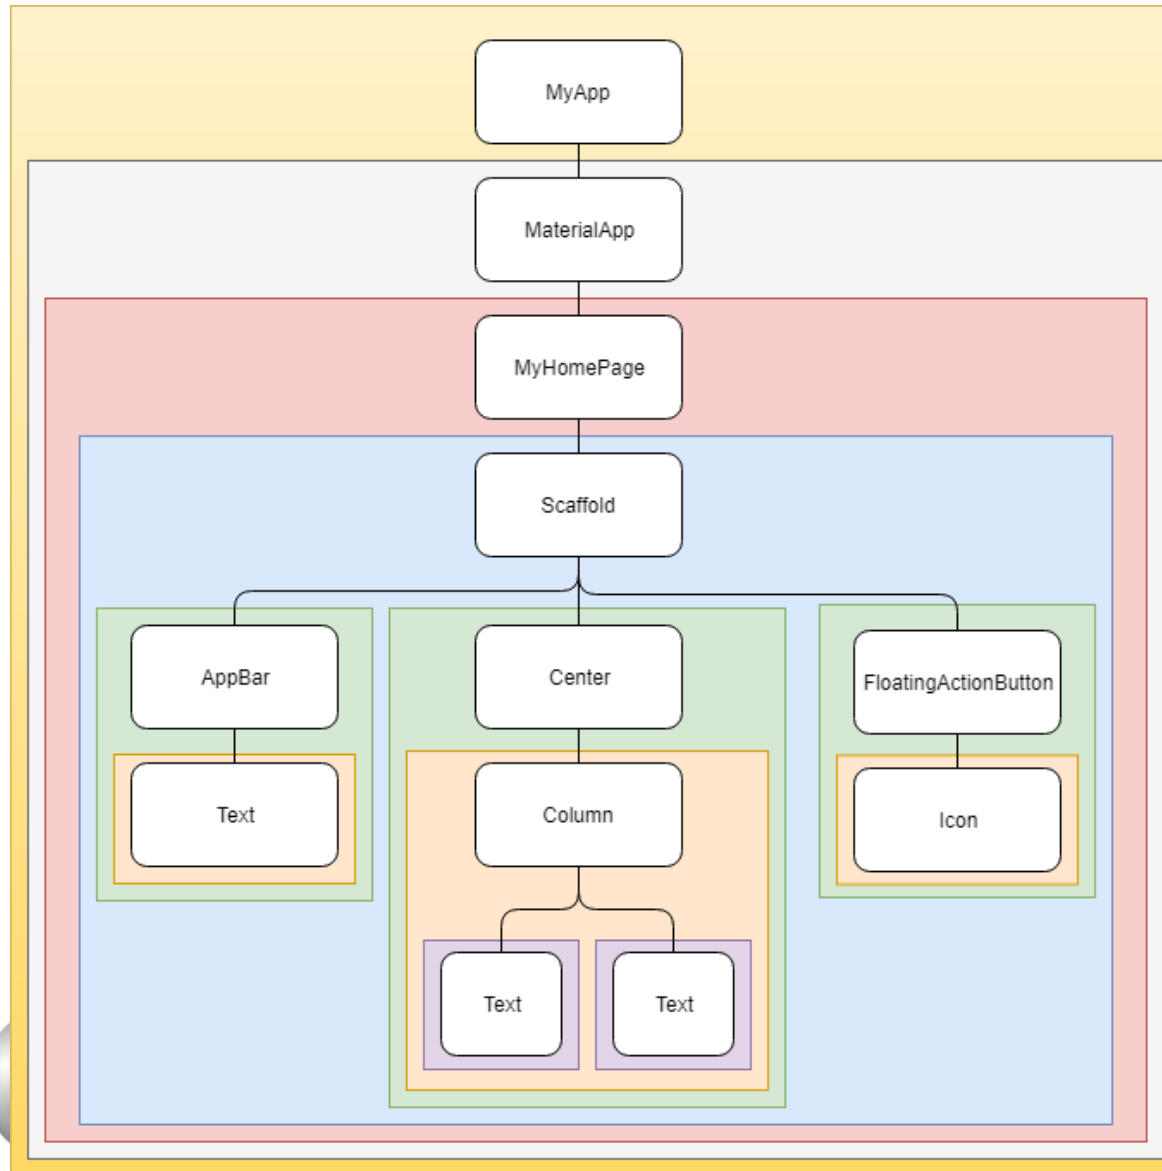 MyApp
MaterialApp
MyHomePage
Scaffold
AppBar
Center
FloatingActionButton
Text
Column
Icon
Text
Text